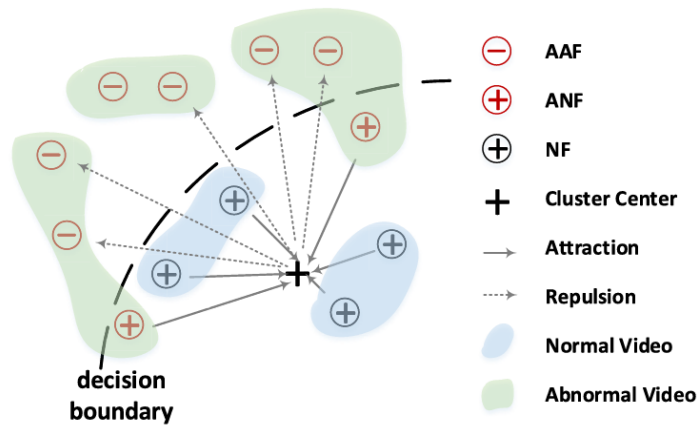 AAF
ANF
NF
Cluster Center
Attraction
Repulsion
Normal Video
Abnormal Video
decision
boundary